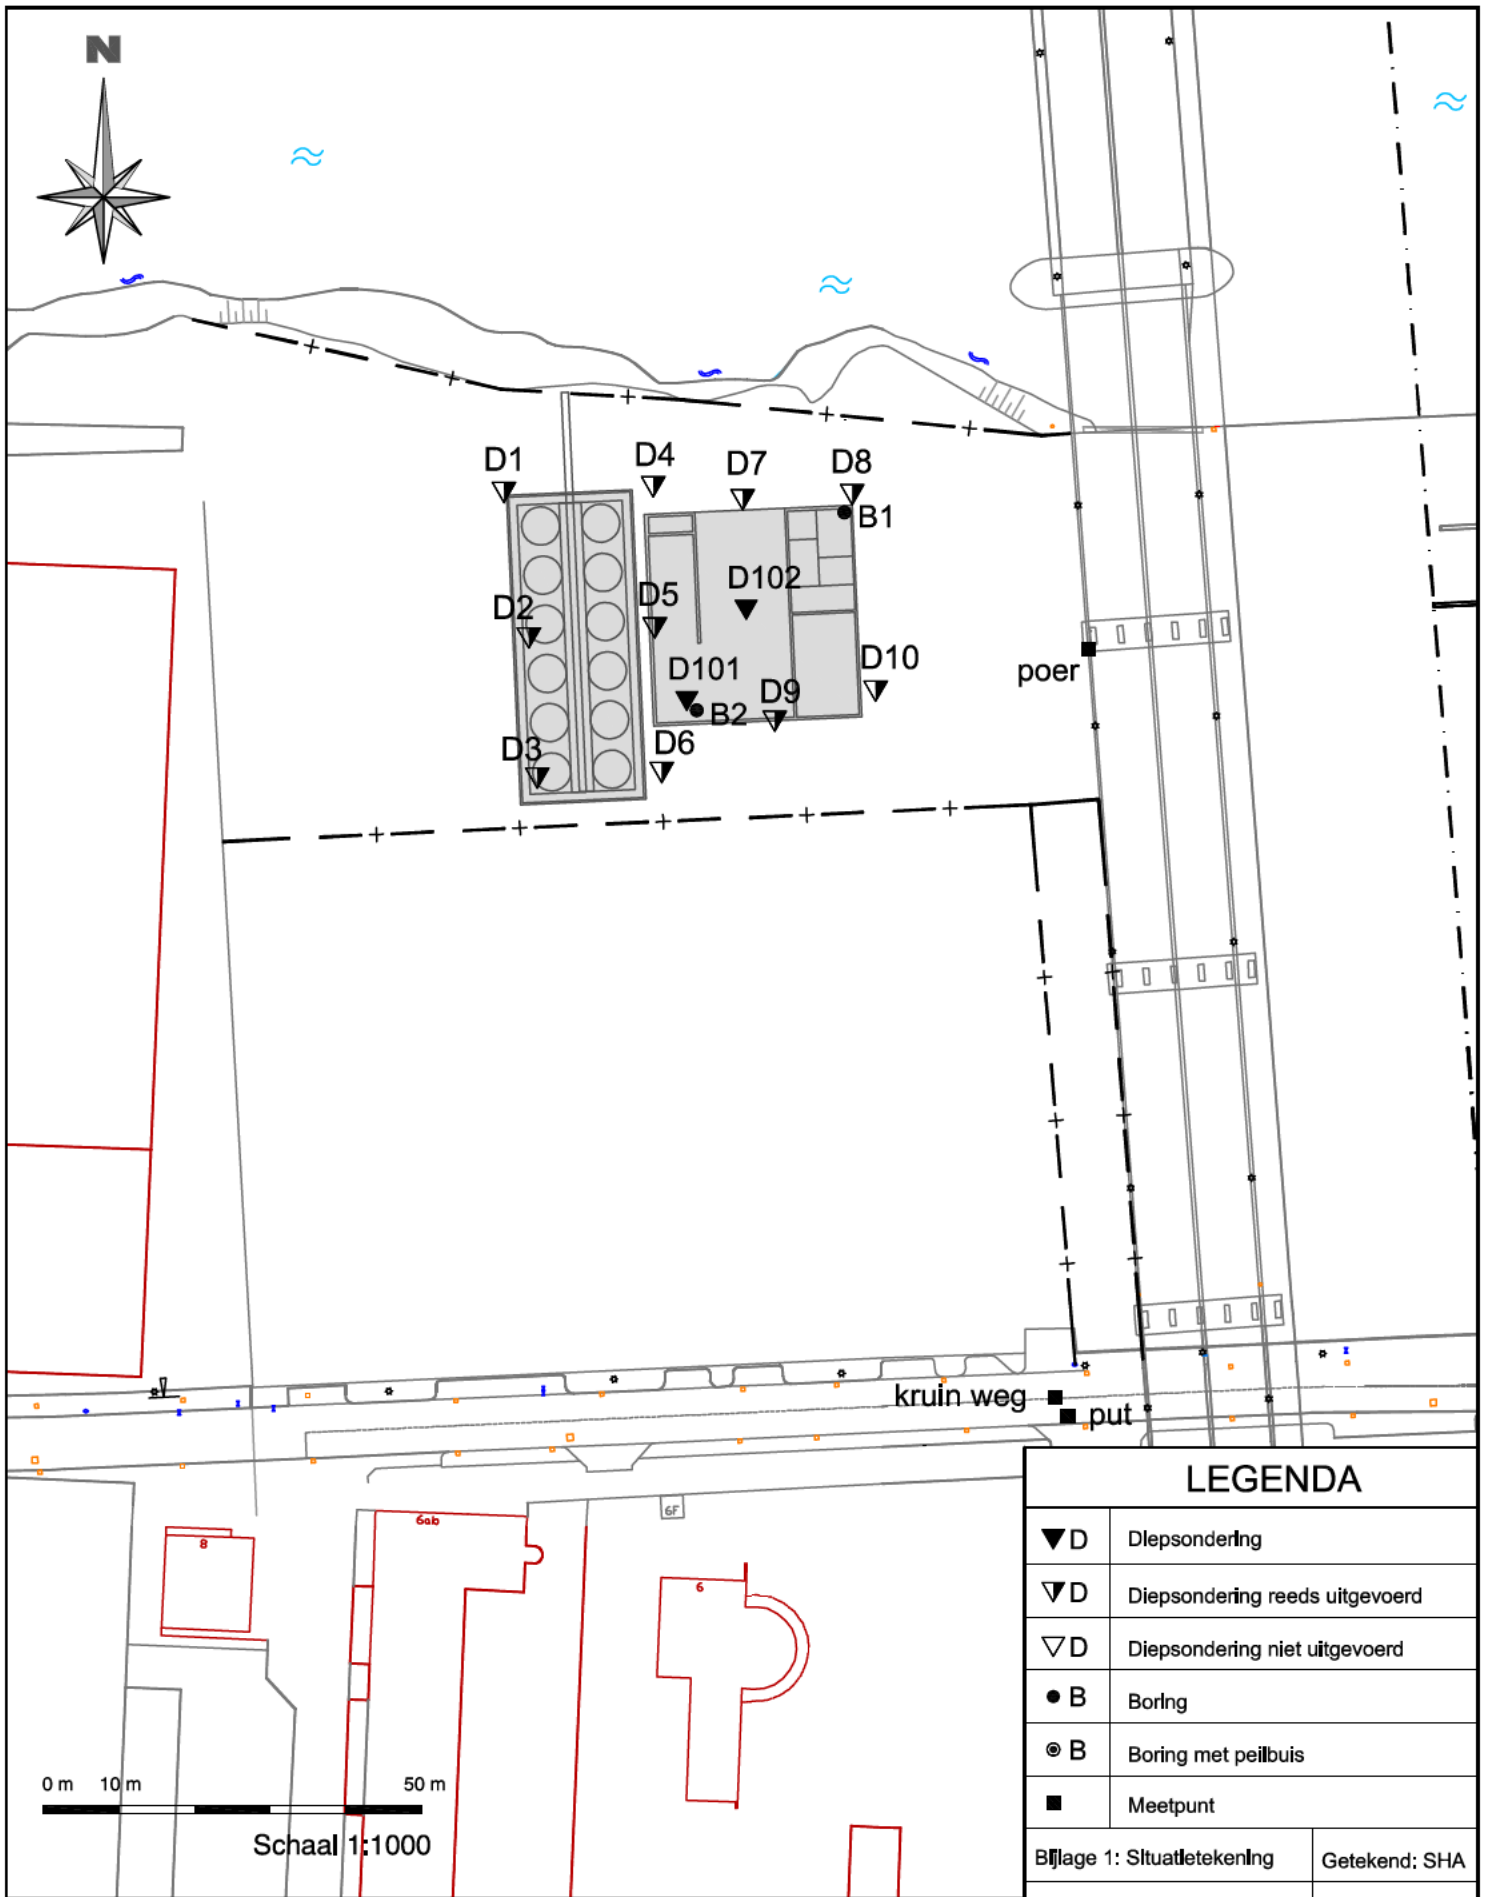 N
D1
D4
D7
D8
B1
D102
D5
D2
D10
D101
poer
D9
B2
D6
D3
kruin weg
put
LEGENDA
6F
6ab
D Diepsondering
8
6
D Diepsondering reeds uitgevoerd
D Diepsondering niet uitgevoerd
B Boring
B Boring met peilbuis
0 m 10 m 50 m
Meetpunt
Schaal 1:1000
Bijlage 1: Situatietekening
Getekend: SHA